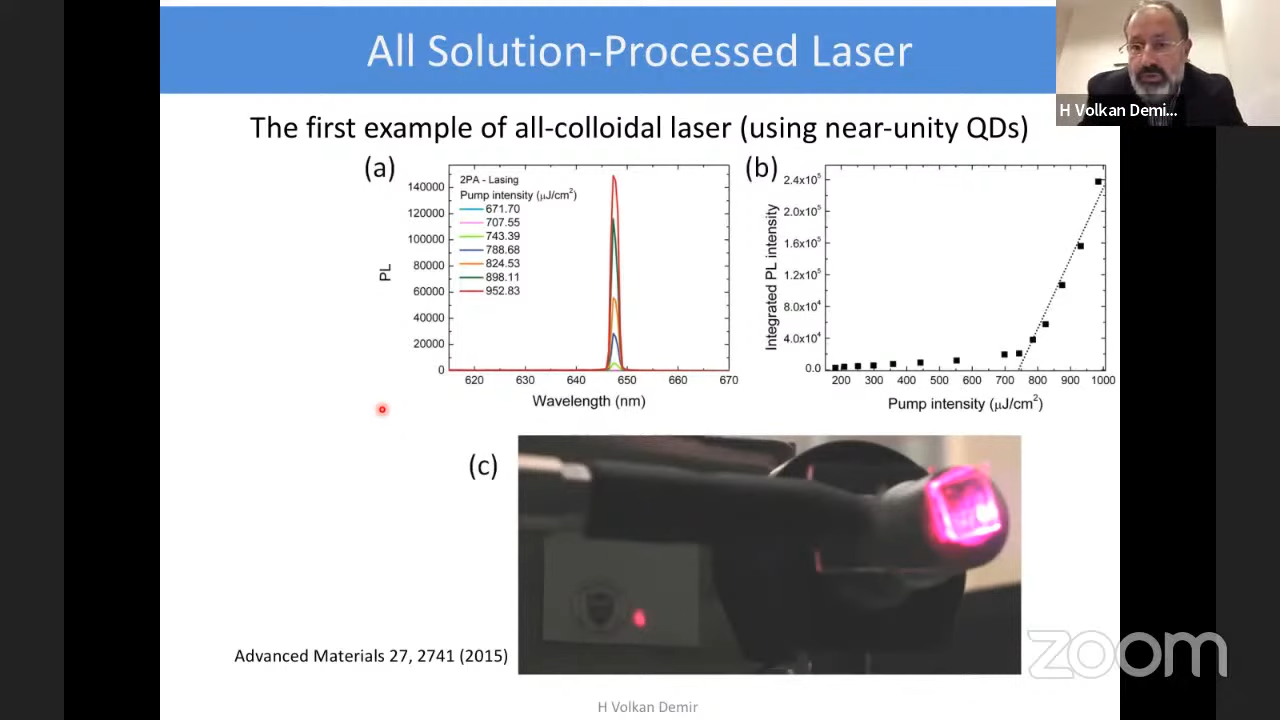 All Solution-Processed Laser
H Volkan Demi...
The first example of all-colloidal laser (using near-unity QDs)
(a)
2PA - Lasing
Pump intensity (μJ/cm²)
671.70
707.55
743.39
788.68
824.53
898.11
952.83
PL
140000
120000
100000
80000
60000
40000
20000
0
620 630 640 650 660 670
Wavelength (nm)
(b)
Integrated PL intensity
2.4x10⁵
2.0x10⁵
1.6x10⁵
1.2x10⁵
8.0x10⁴
4.0x10⁴
0.0
200 300 400 500 600 700 800 900 1000
Pump intensity (μJ/cm²)
(c)
Advanced Materials 27, 2741 (2015)
zoom
H Volkan Demir